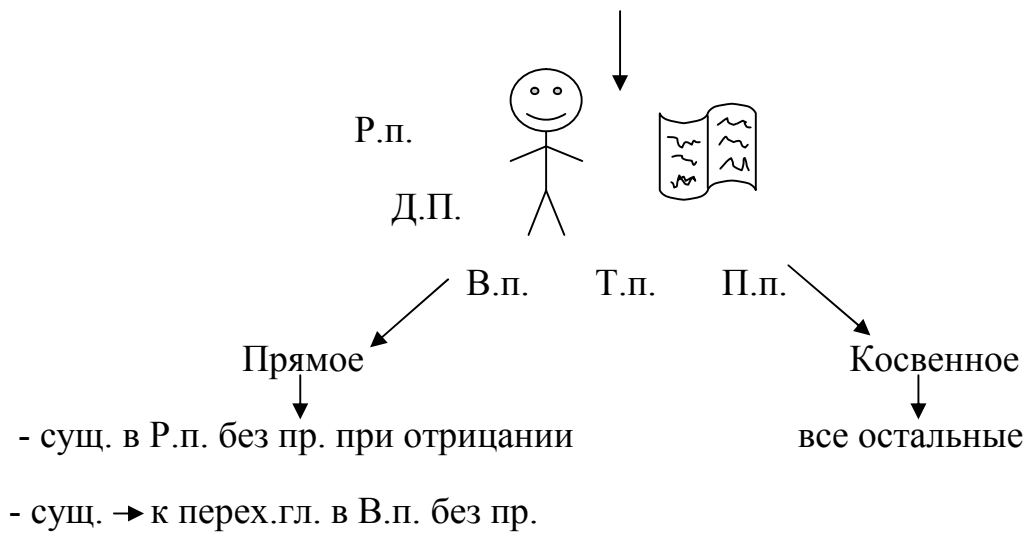 Р.п.
Д.П.
В.п. Т.п. П.п.
Прямое Косвенное
- сущ. в Р.п. без пр. при отрицании все остальные
- сущ. → к перех.гл. в В.п. без пр.